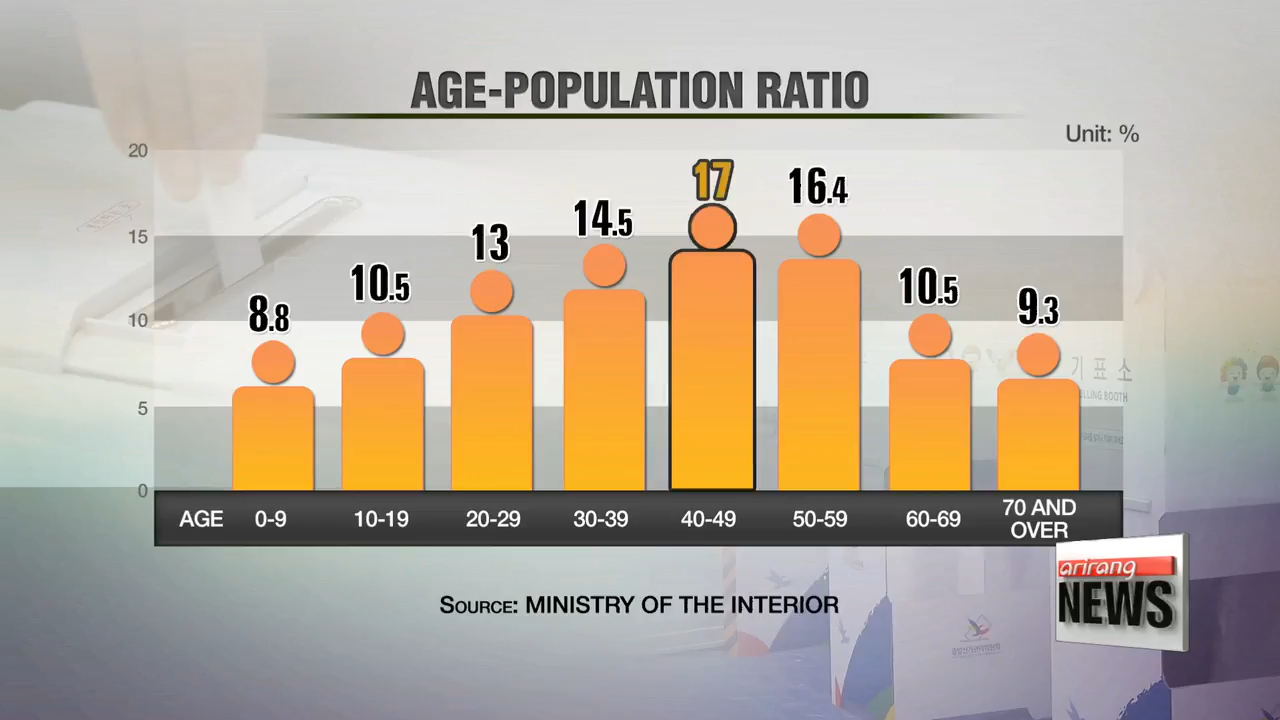 AGE-POPULATION RATIO
Unit: %
20
15
10
5
0
8.8
10.5
13
14.5
17
16.4
10.5
9.3
AGE
0-9
10-19
20-29
30-39
40-49
50-59
60-69
70 AND
OVER
기표소
LLING BOOTH
SOURCE: MINISTRY OF THE INTERIOR
arirang
NEWS